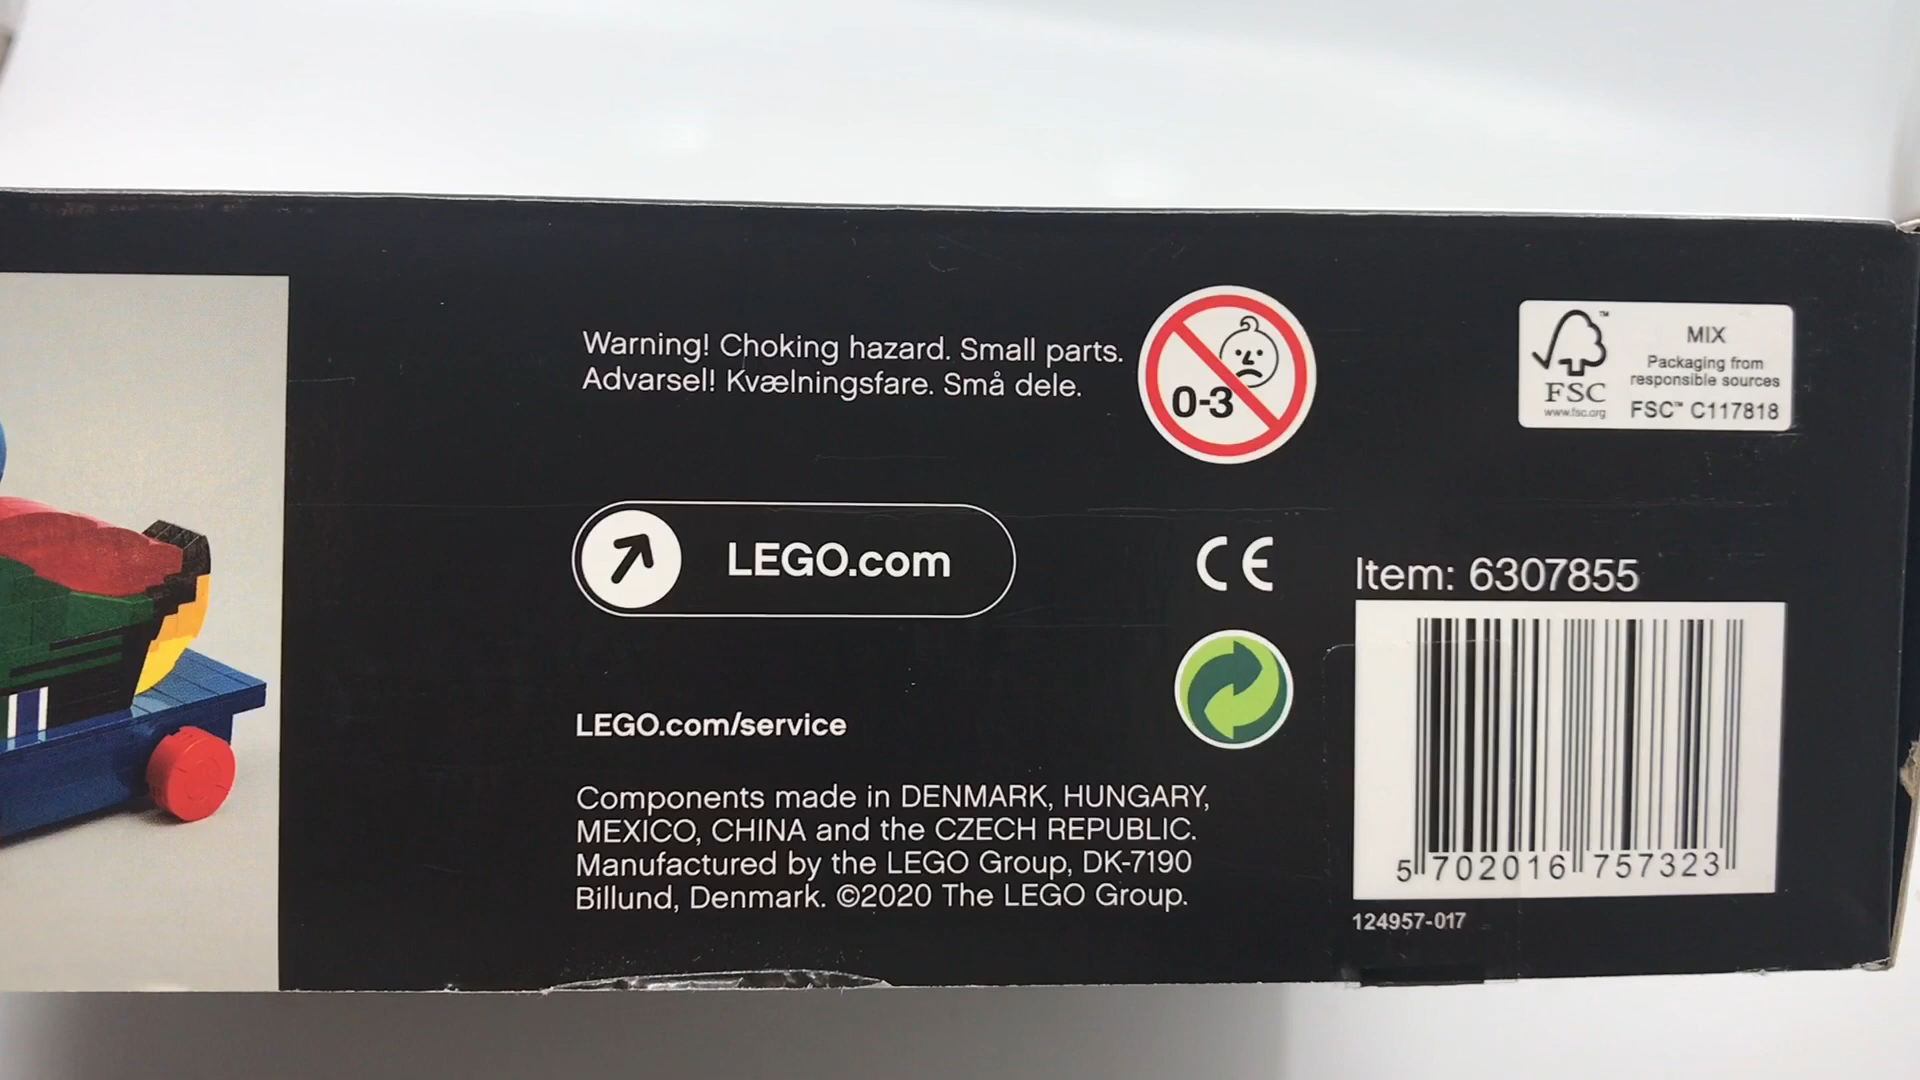 Warning! Choking hazard. Small parts.
Advarsel! Kvælningsfare. Små dele.
0-3
FSC
www.fsc.org
™
MIX
Packaging from
responsible sources
FSC™ C117818
LEGO.com
CE
Item: 6307855
LEGO.com/service
Components made in DENMARK, HUNGARY,
MEXICO, CHINA and the CZECH REPUBLIC.
Manufactured by the LEGO Group, DK-7190
Billund, Denmark. ©2020 The LEGO Group.
5 702016 757323
124957-017